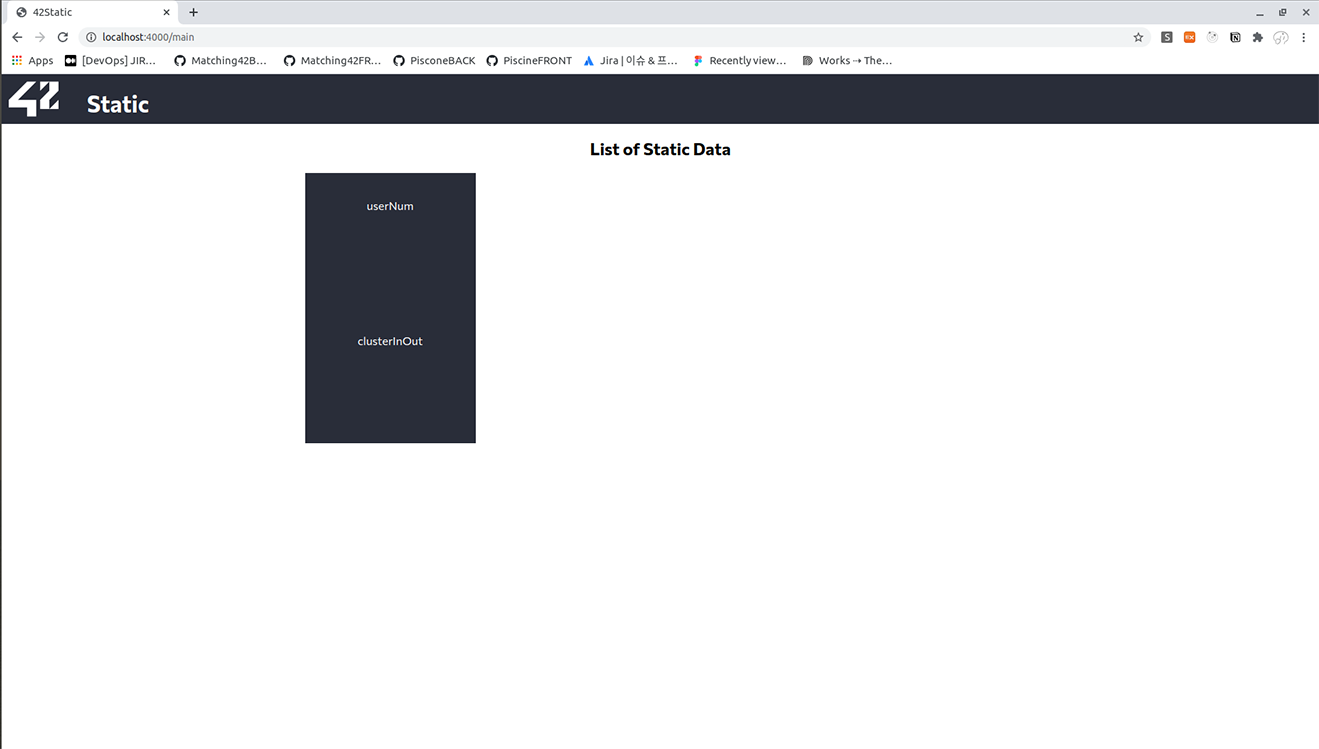 42Static
localhost:4000/main
Apps [DevOps] JIR... Matching42B... Matching42FR... PisconeBACK PiscineFRONT Jira | 이슈 & 프... Recently view... Works ⇢ The...
42 Static
List of Static Data
userNum
clusterInOut